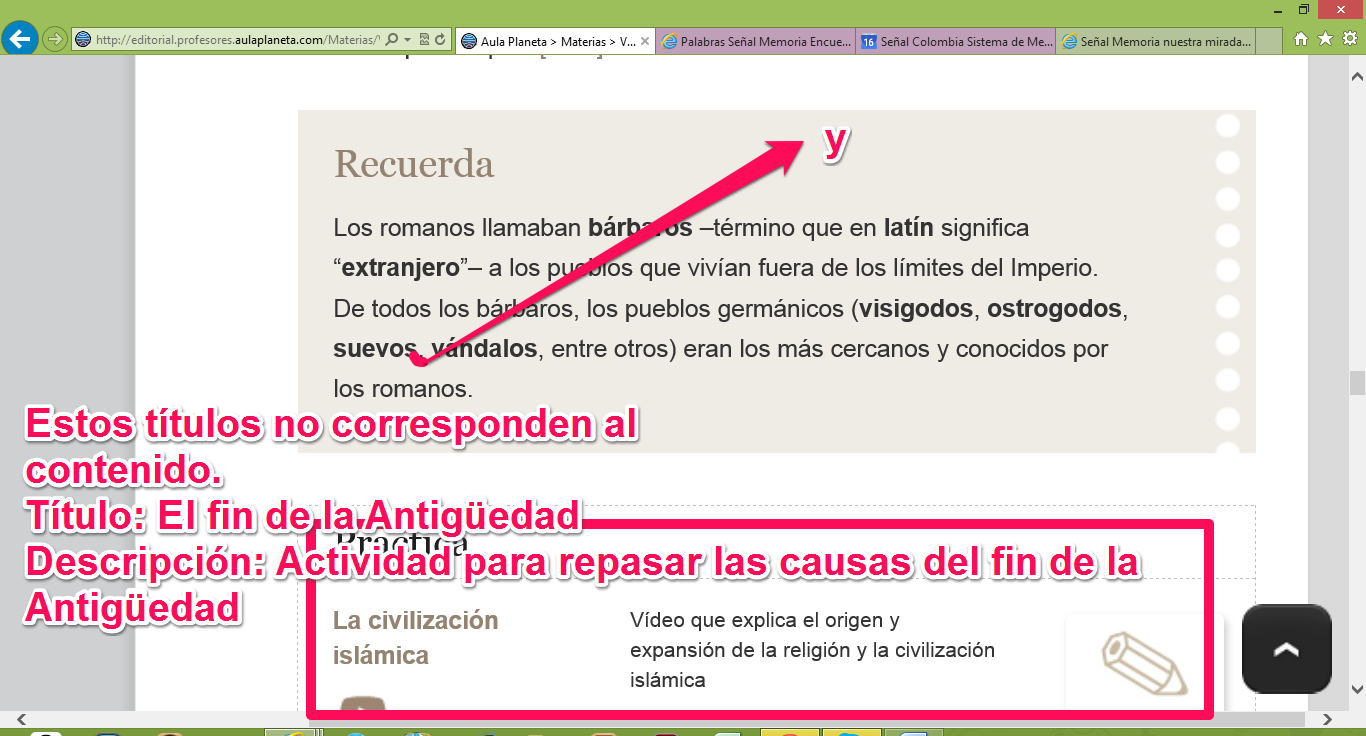 http://editorial.profesores.aulaplaneta.com/Materias/
Aula Planeta > Materias > V...
Palabras Señal Memoria Encue...
16 Señal Colombia Sistema de Me...
Señal Memoria nuestra mirada...
y
Recuerda
Los romanos llamaban bárbaros –término que en latín significa
“extranjero”– a los pueblos que vivían fuera de los límites del Imperio.
De todos los bárbaros, los pueblos germánicos (visigodos, ostrogodos,
suevos, vándalos, entre otros) eran los más cercanos y conocidos por
los romanos.
Estos títulos no corresponden al
contenido.
Título: El fin de la Antigüedad
Descripción: Actividad para repasar las causas del fin de la
Antigüedad
Practica
La civilización
islámica
Vídeo que explica el origen y
expansión de la religión y la civilización
islámica